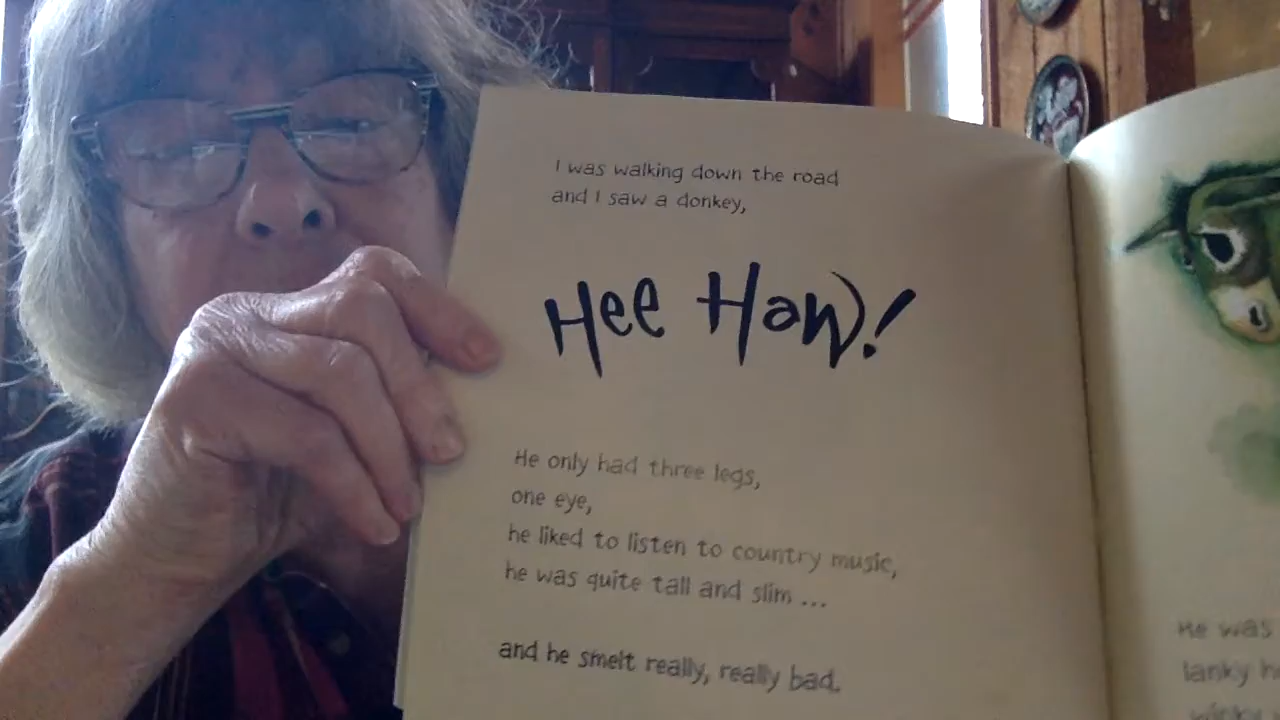 I was walking down the road
and I saw a donkey,
Hee Haw!
He only had three legs,
one eye,
he liked to listen to country music,
he was quite tall and slim ...
and he smelt really, really bad.
He was
lanky